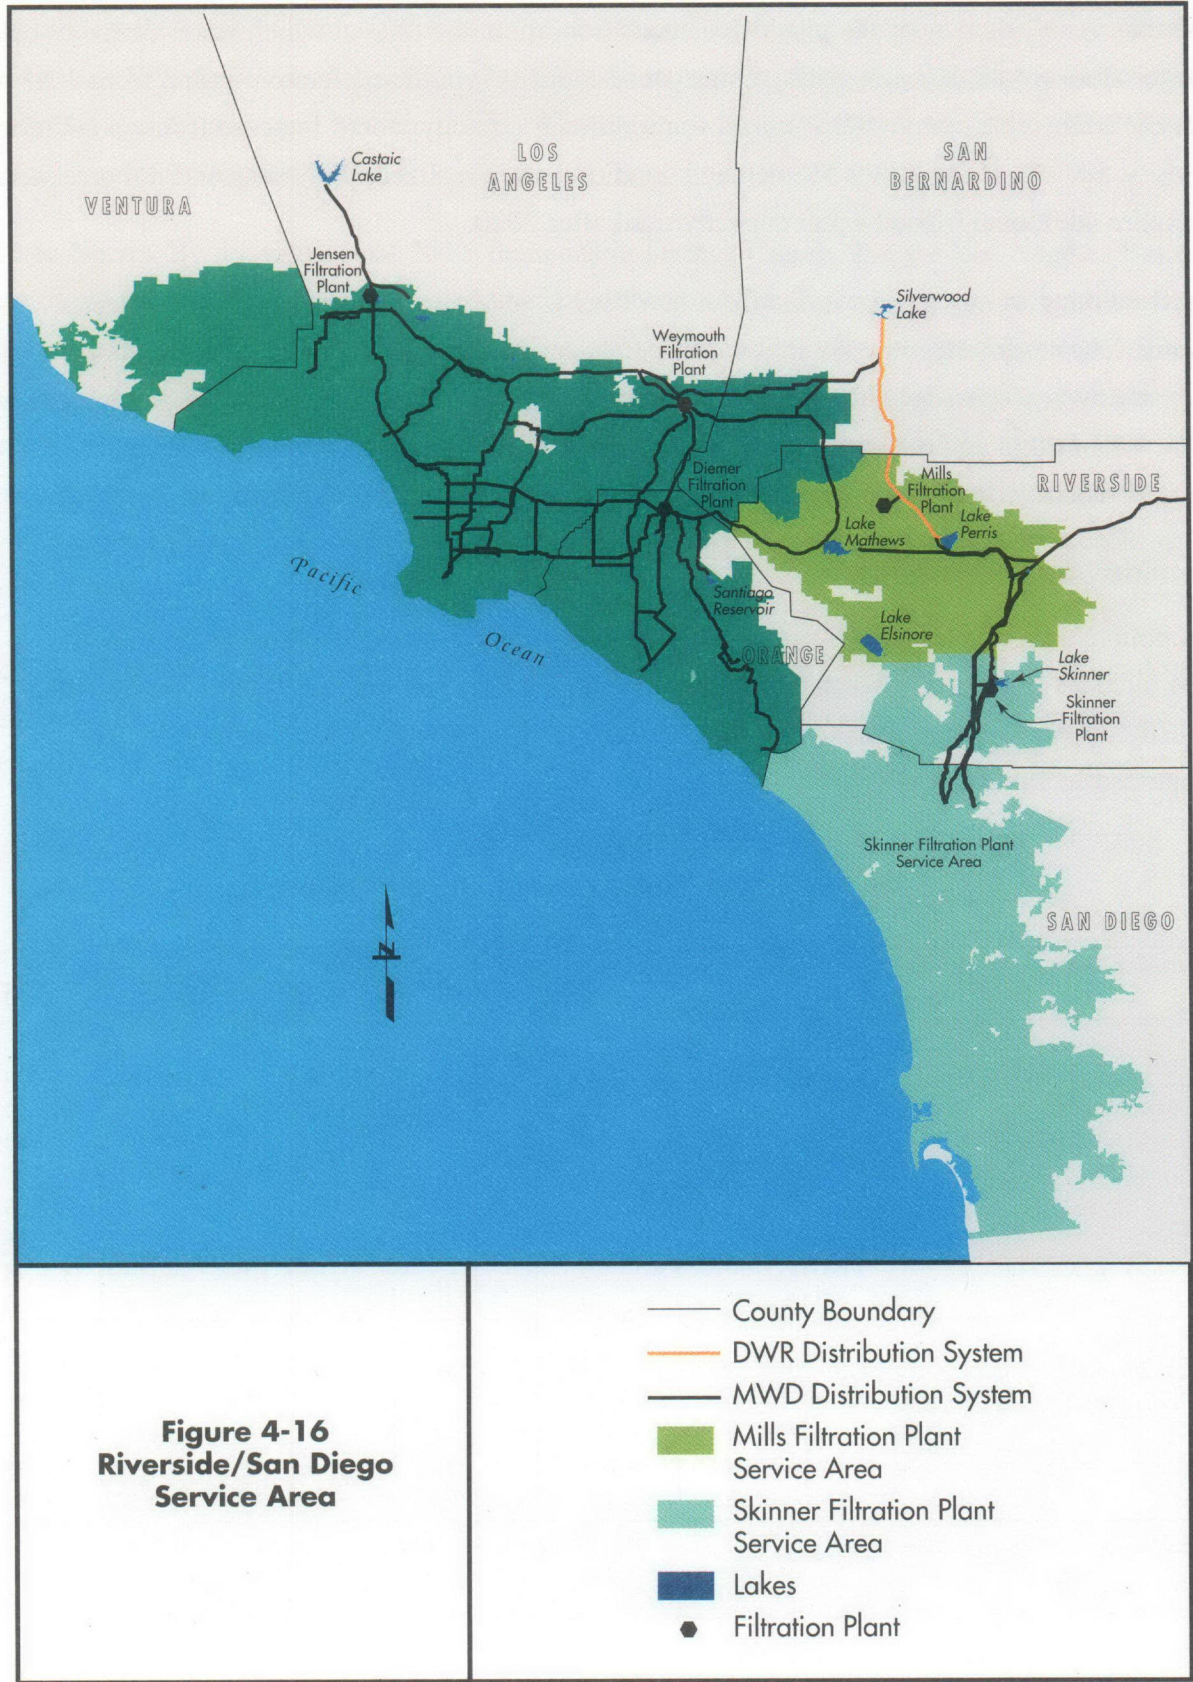 Castaic
Lake
LOS
ANGELES
SAN
BERNARDINO
VENTURA
Jensen
Filtration
Plant
Silverwood
Lake
Weymouth
Filtration
Plant
Diemer
Filtration
Plant
Mills
Filtration
Plant
RIVERSIDE
Lake
Mathews
Lake
Perris
Pacific
Ocean
Santiago
Reservoir
Lake
Elsinore
ORANGE
Lake
Skinner
Skinner
Filtration
Plant
Skinner Filtration Plant
Service Area
SAN DIEGO
N
Figure 4-16
Riverside/San Diego
Service Area
County Boundary
DWR Distribution System
MWD Distribution System
Mills Filtration Plant
Service Area
Skinner Filtration Plant
Service Area
Lakes
Filtration Plant